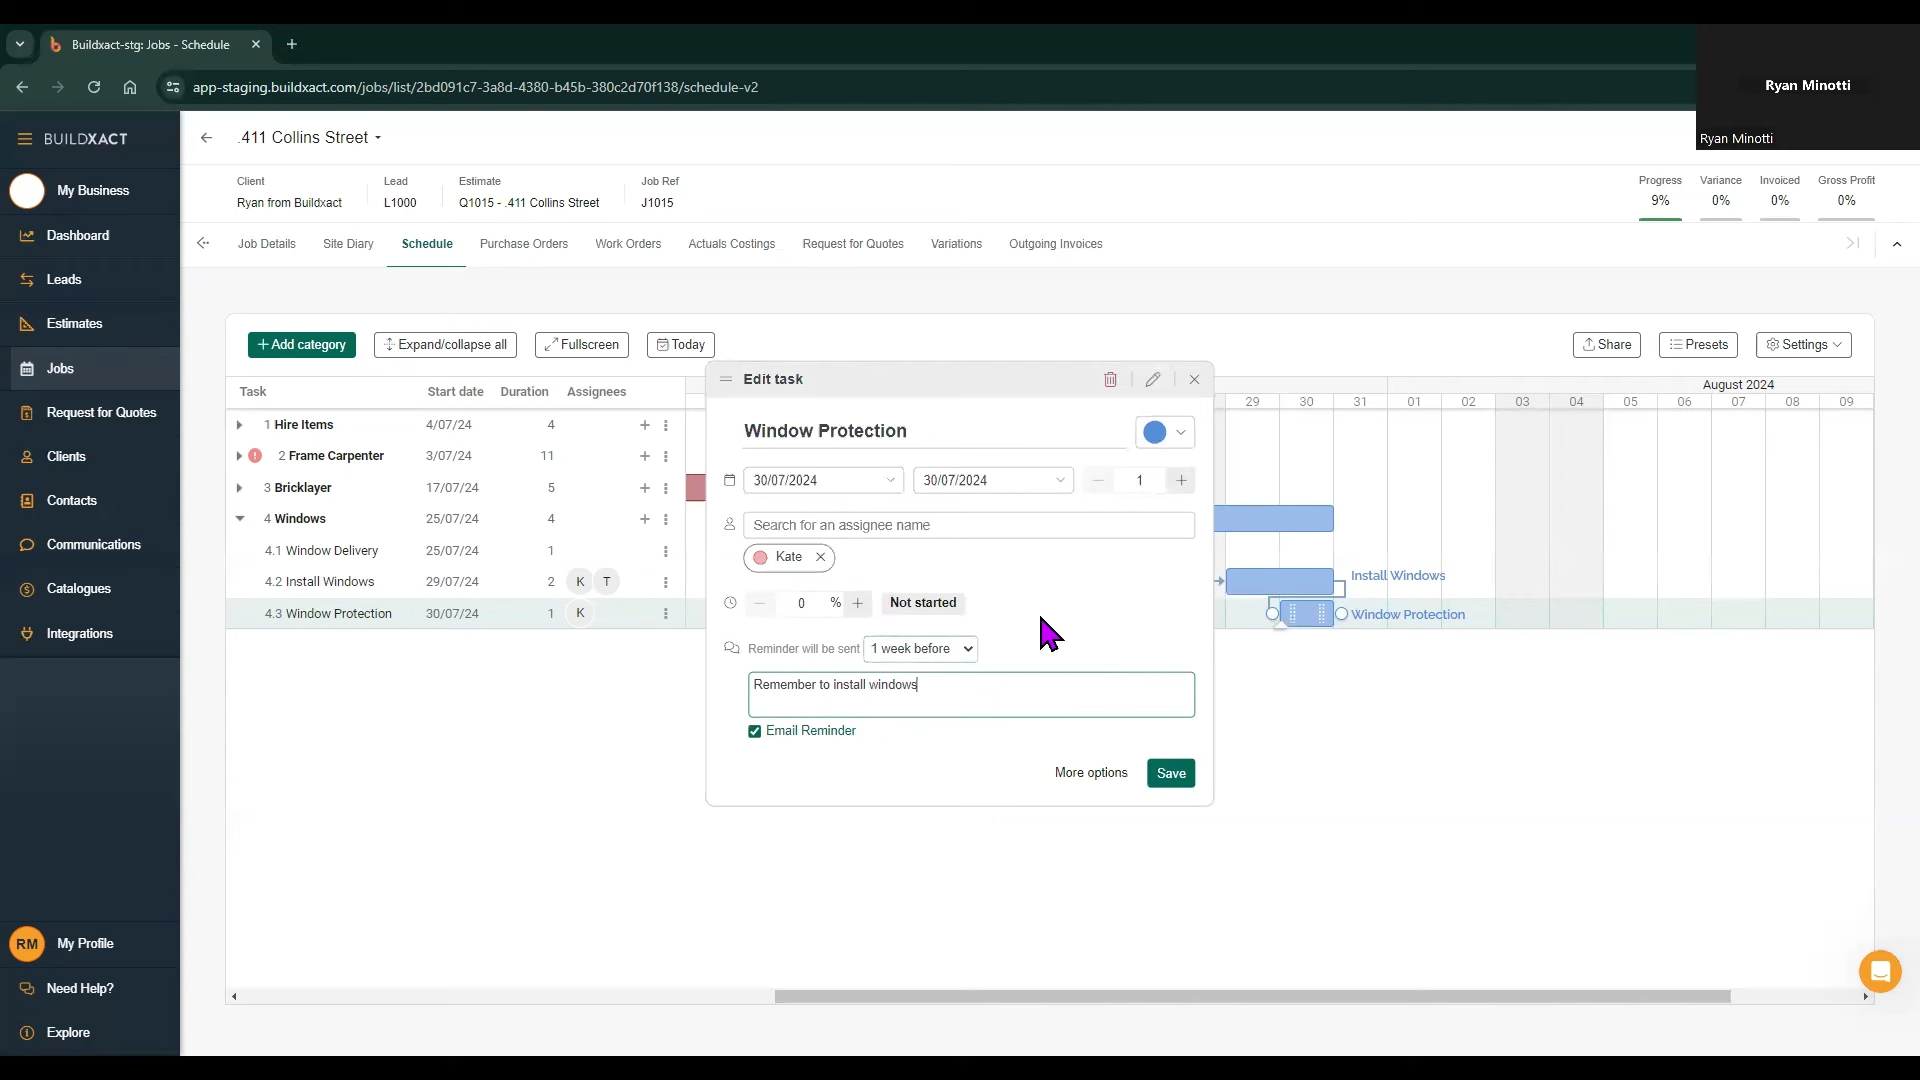 Buildxact-stg: Jobs - Schedule
app-staging.buildxact.com/jobs/list/2bd091c7-3a8d-4380-b45b-380c2d70f138/schedule-v2
Ryan Minotti
Ryan Minotti
BUILDXACT
My Business
Dashboard
Leads
Estimates
Jobs
Request for Quotes
Clients
Contacts
Communications
Catalogues
Integrations
RM My Profile
Need Help?
Explore
.411 Collins Street
Client Lead Estimate Job Ref
Ryan from Buildxact L1000 Q1015 - .411 Collins Street J1015
Progress Variance Invoiced Gross Profit
9% 0% 0% 0%
Job Details Site Diary Schedule Purchase Orders Work Orders Actuals Costings Request for Quotes Variations Outgoing Invoices
+ Add category Expand/collapse all Fullscreen Today Share Presets Settings
Task Start date Duration Assignees
1 Hire Items 4/07/24 4 +
2 Frame Carpenter 3/07/24 11 +
3 Bricklayer 17/07/24 5 +
4 Windows 25/07/24 4 +
4.1 Window Delivery 25/07/24 1
4.2 Install Windows 29/07/24 2 K T
4.3 Window Protection 30/07/24 1 K
August 2024
29 30 31 01 02 03 04 05 06 07 08 09
Install Windows
Window Protection
Edit task
Window Protection
30/07/2024 30/07/2024 1
Search for an assignee name
Kate
0 % Not started
Reminder will be sent 1 week before
Remember to install windows
Email Reminder
More options Save